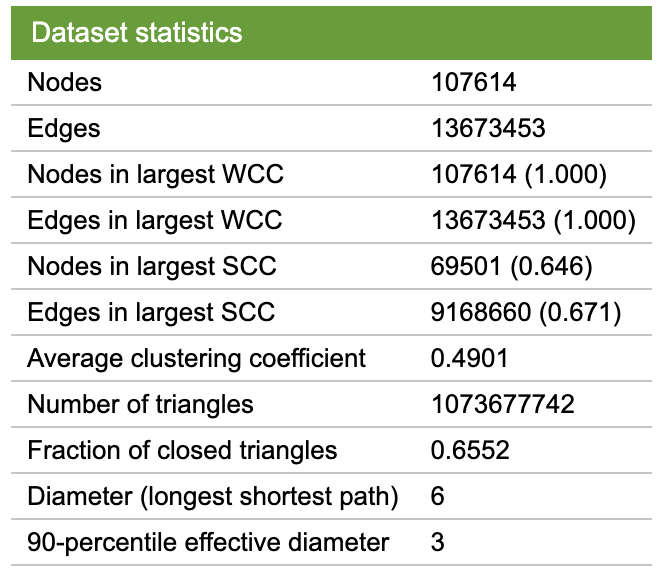 Dataset statistics
Nodes 107614
Edges 13673453
Nodes in largest WCC 107614 (1.000)
Edges in largest WCC 13673453 (1.000)
Nodes in largest SCC 69501 (0.646)
Edges in largest SCC 9168660 (0.671)
Average clustering coefficient 0.4901
Number of triangles 1073677742
Fraction of closed triangles 0.6552
Diameter (longest shortest path) 6
90-percentile effective diameter 3